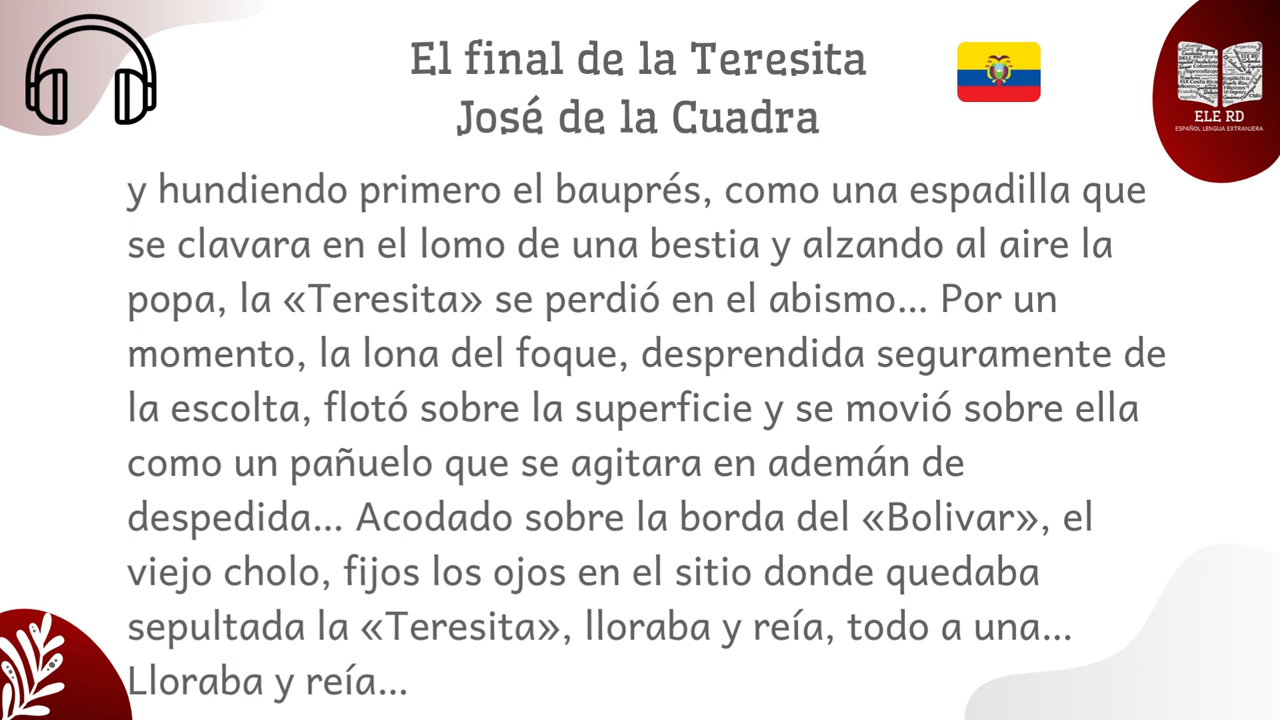 El final de la Teresita
José de la Cuadra
ELE RD
ESPAÑOL LENGUA EXTRANJERA
y hundiendo primero el bauprés, como una espadilla que
se clavara en el lomo de una bestia y alzando al aire la
popa, la «Teresita» se perdió en el abismo... Por un
momento, la lona del foque, desprendida seguramente de
la escolta, flotó sobre la superficie y se movió sobre ella
como un pañuelo que se agitara en ademán de
despedida... Acodado sobre la borda del «Bolivar», el
viejo cholo, fijos los ojos en el sitio donde quedaba
sepultada la «Teresita», lloraba y reía, todo a una...
Lloraba y reía...